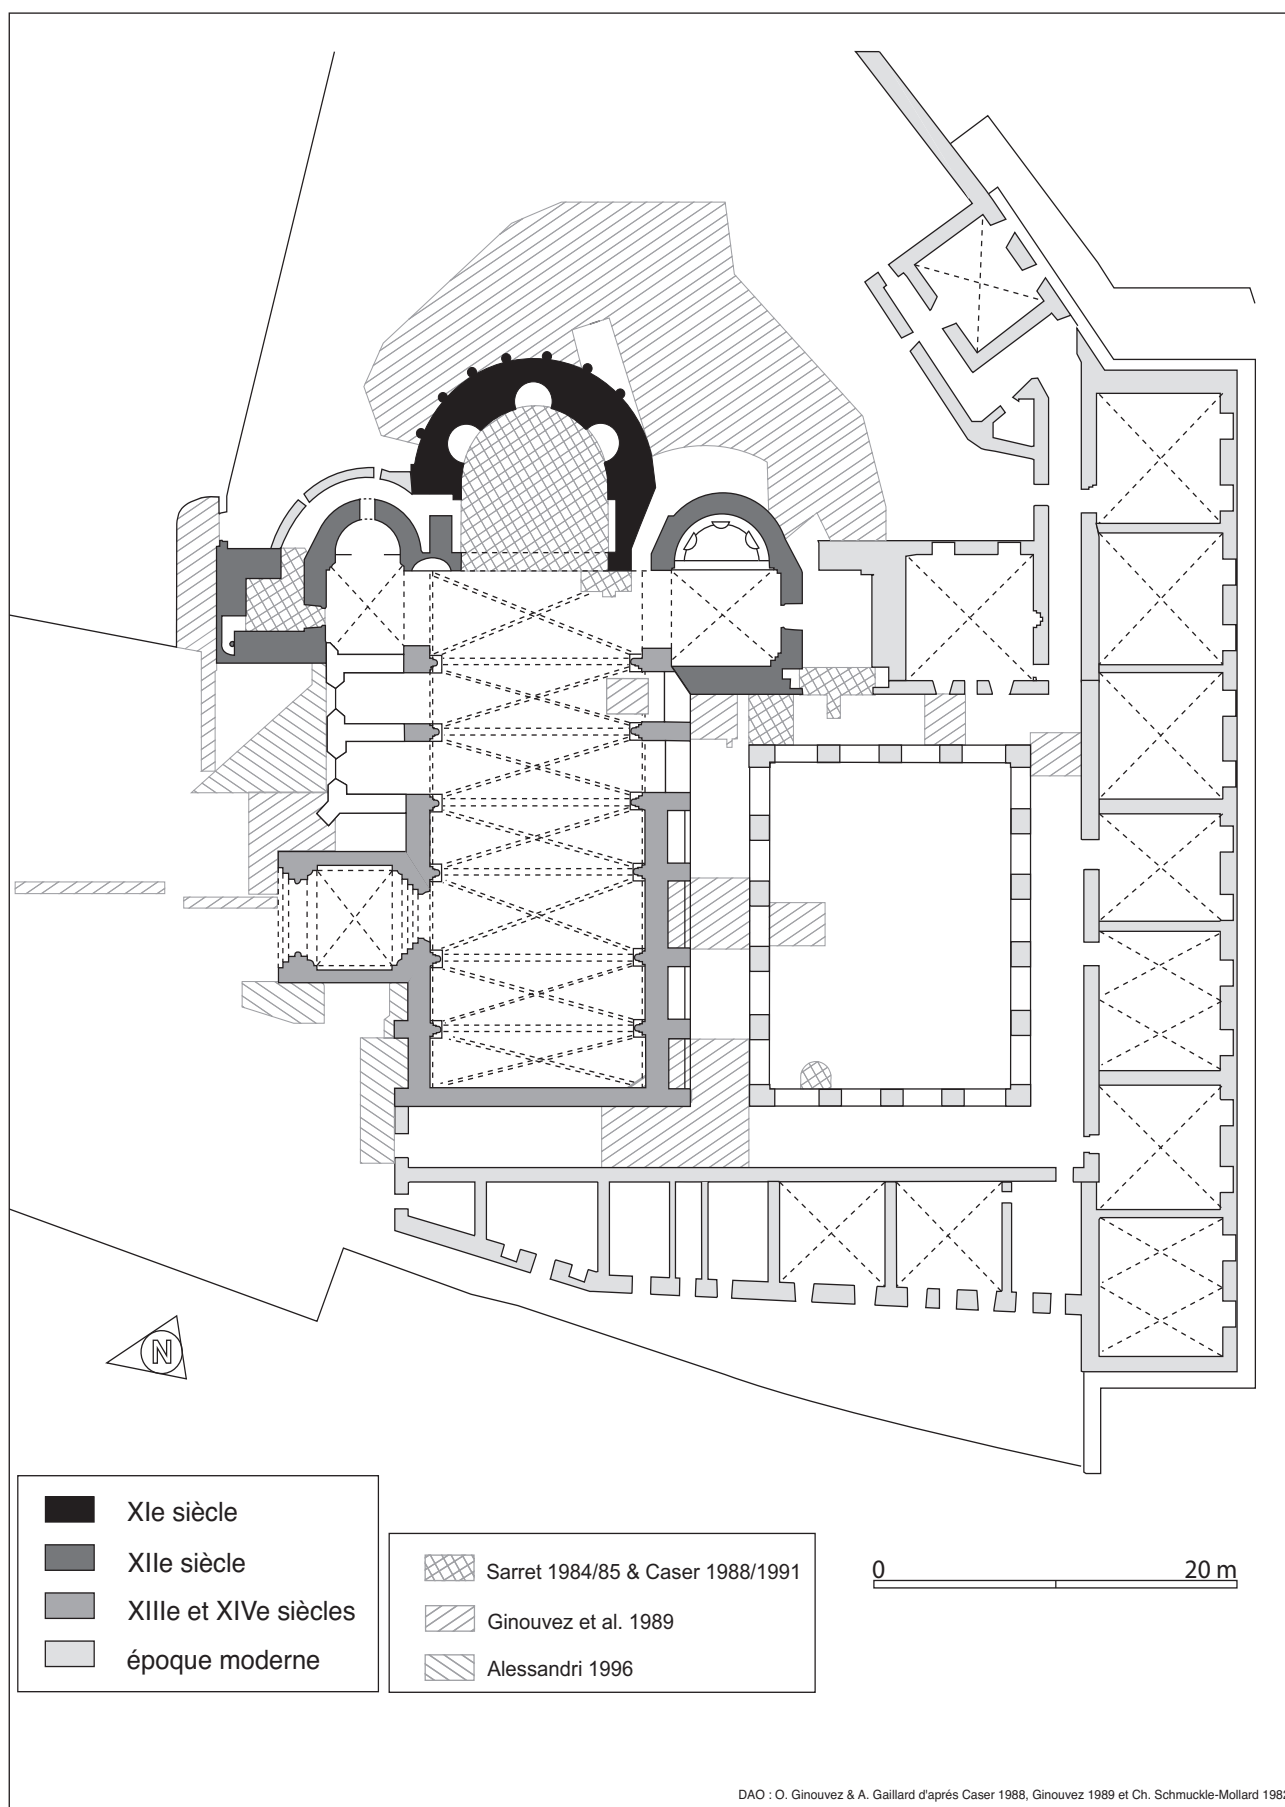 N
XIe siècle
XIIe siècle
XIIIe et XIVe siècles
époque moderne
Sarret 1984/85 & Caser 1988/1991
Ginouvez et al. 1989
Alessandri 1996
0 20 m
DAO : O. Ginouvez & A. Gaillard d'aprés Caser 1988, Ginouvez 1989 et Ch. Schmuckle-Mollard 198